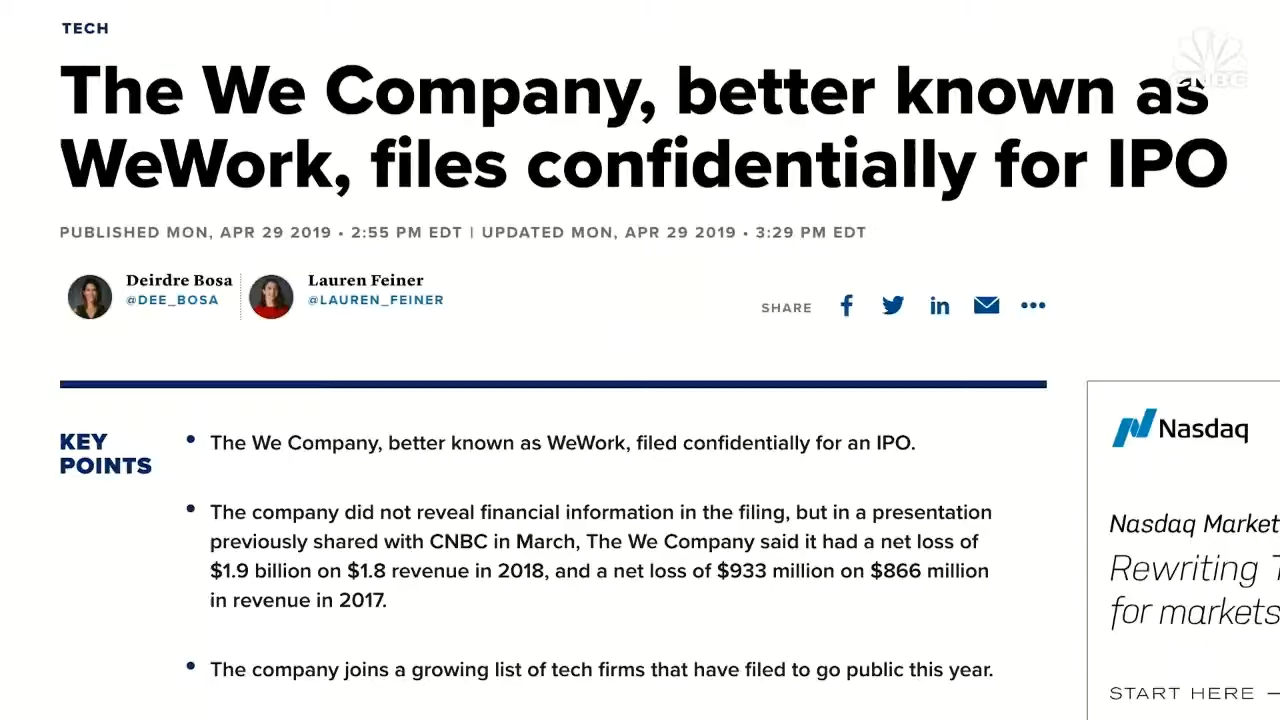 TECH
CNBC
The We Company, better known as
WeWork, files confidentially for IPO
PUBLISHED MON, APR 29 2019 • 2:55 PM EDT | UPDATED MON, APR 29 2019 • 3:29 PM EDT
Deirdre Bosa
@DEE_BOSA
Lauren Feiner
@LAUREN_FEINER
SHARE
KEY
POINTS
• The We Company, better known as WeWork, filed confidentially for an IPO.
• The company did not reveal financial information in the filing, but in a presentation
previously shared with CNBC in March, The We Company said it had a net loss of
$1.9 billion on $1.8 revenue in 2018, and a net loss of $933 million on $866 million
in revenue in 2017.
• The company joins a growing list of tech firms that have filed to go public this year.
Nasdaq
Nasdaq Market
Rewriting T
for markets
START HERE